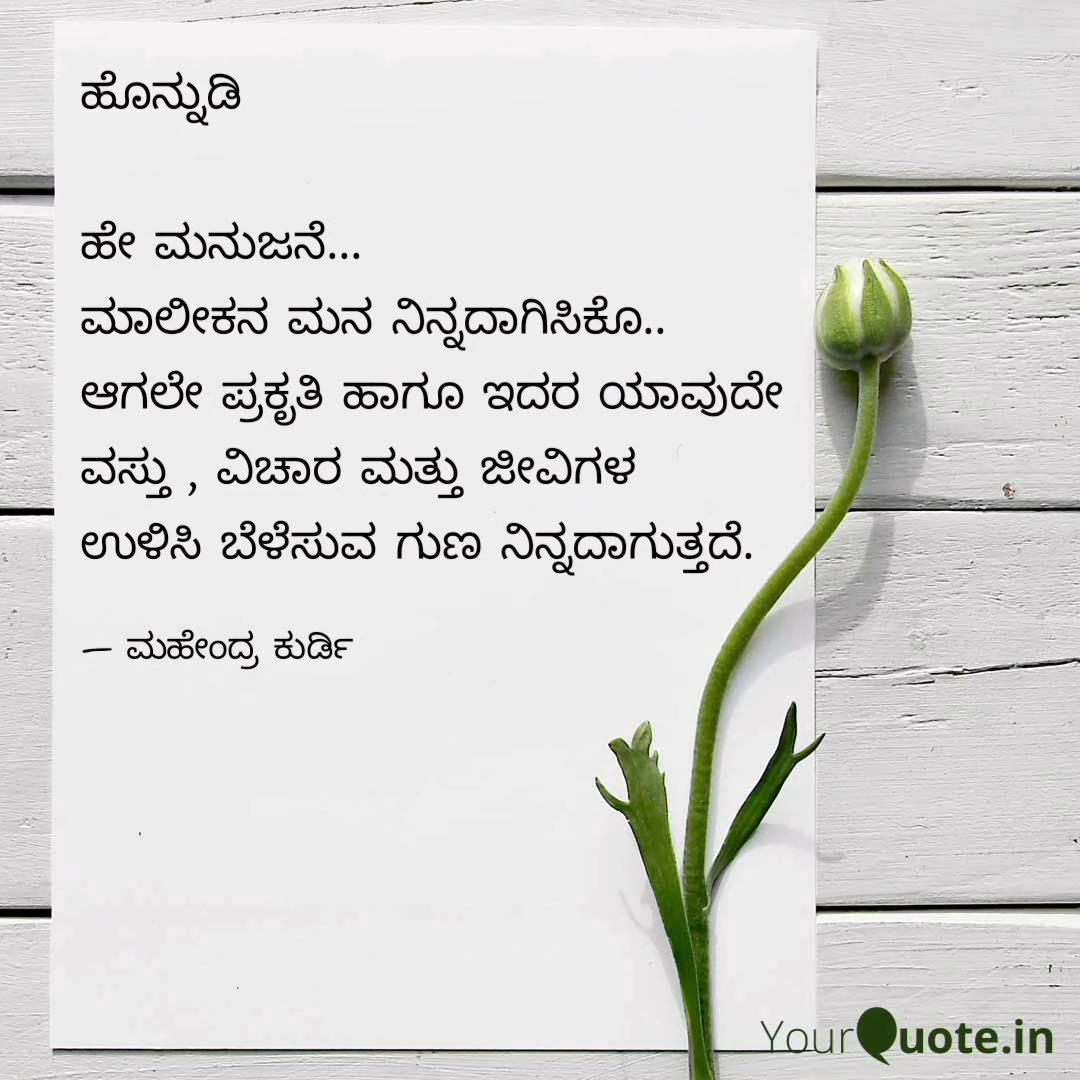 ಹೊನ್ನುಡಿ
ಹೇ ಮನುಜನೆ...
ಮಾಲೀಕನ ಮನ ನಿನ್ನದಾಗಿಸಿಕೊ..
ಆಗಲೇ ಪ್ರಕೃತಿ ಹಾಗೂ ಇದರ ಯಾವುದೇ
ವಸ್ತು , ವಿಚಾರ ಮತ್ತು ಜೀವಿಗಳ
ಉಳಿಸಿ ಬೆಳೆಸುವ ಗುಣ ನಿನ್ನದಾಗುತ್ತದೆ.
— ಮಹೇಂದ್ರ ಕುರ್ಡಿ
YourQuote.in